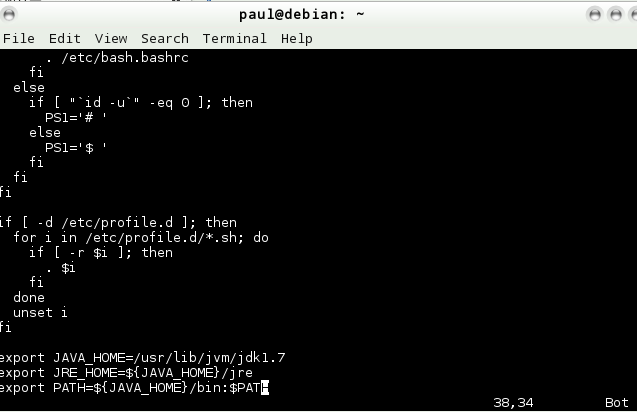 paul@debian: ~
File Edit View Search Terminal Help
      . /etc/bash.bashrc
    fi
  else
    if [ "`id -u`" -eq 0 ]; then
      PS1='# '
    else
      PS1='$ '
    fi
  fi
fi

if [ -d /etc/profile.d ]; then
  for i in /etc/profile.d/*.sh; do
    if [ -r $i ]; then
      . $i
    fi
  done
  unset i
fi

export JAVA_HOME=/usr/lib/jvm/jdk1.7
export JRE_HOME=${JAVA_HOME}/jre
export PATH=${JAVA_HOME}/bin:$PATH
38,34 Bot